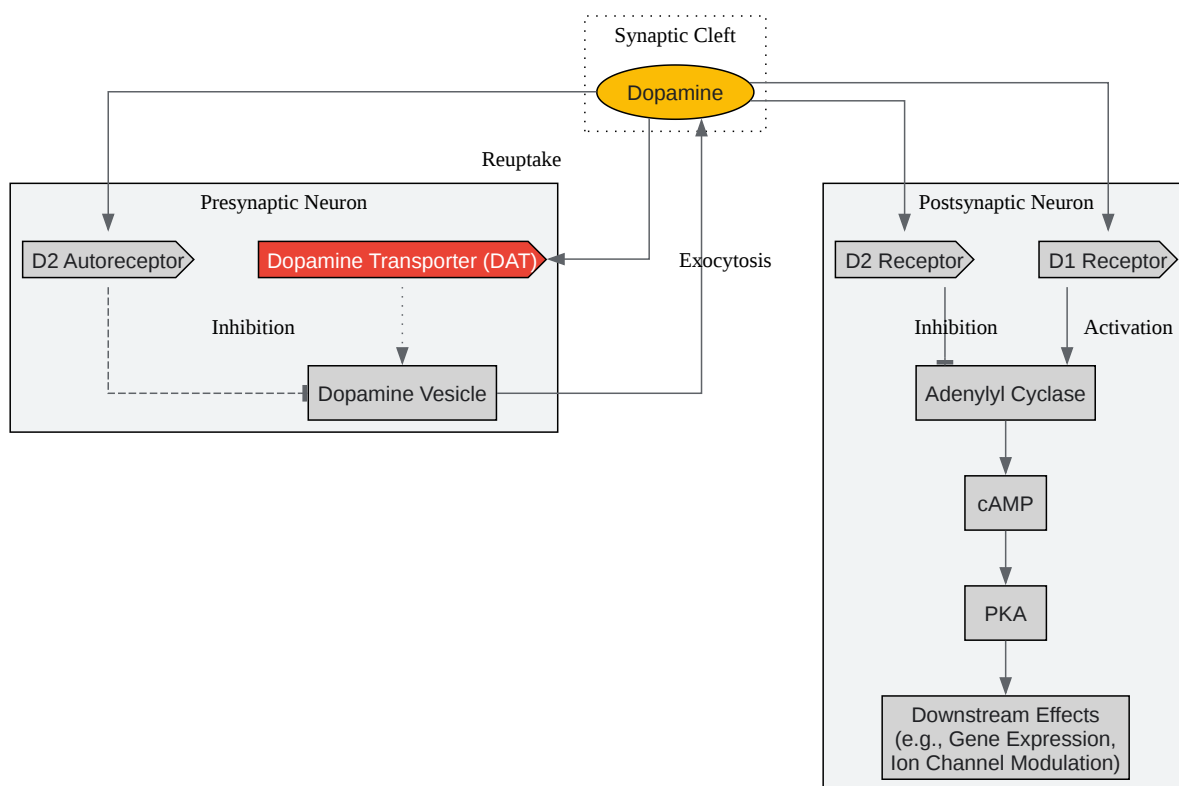 Synaptic Cleft
Dopamine
Reuptake
Presynaptic Neuron
Postsynaptic Neuron
D2 Autoreceptor
Dopamine Transporter (DAT)
Exocytosis
D2 Receptor
D1 Receptor
Inhibition
Inhibition
Activation
Dopamine Vesicle
Adenylyl Cyclase
cAMP
PKA
Downstream Effects
(e.g., Gene Expression,
Ion Channel Modulation)